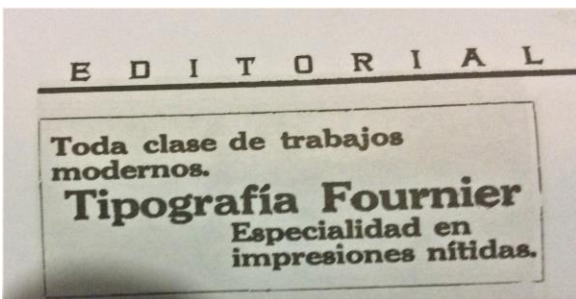 EDITORIAL
Toda clase de trabajos
modernos.
Tipografía Fournier
Especialidad en
impresiones nítidas.